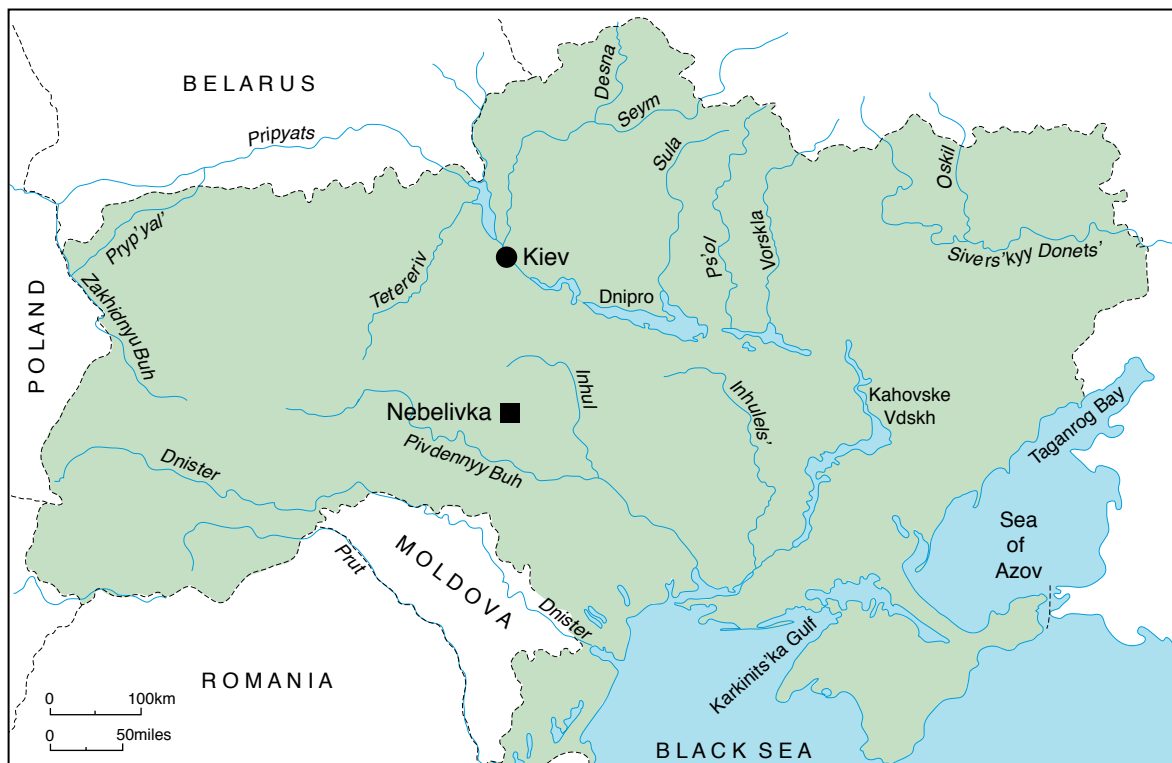 BELARUS
Pripyats
Desna
Seym
Sula
Ps'ol
Vorskla
Oskil
Sivers'kyy Donets'
Pryp'yal'
Zakhidnyu Buh
POLAND
Tetereriv
Kiev
Dnipro
Nebelivka
Inhul
Inhulels'
Kahovske
Vdskh
Taganrog Bay
Pivdennyy Buh
Dnister
Sea
of
Azov
Prut
MOLDOVA
Dnister
Karkinits'ka Gulf
ROMANIA
0 100km
0 50miles
BLACK SEA